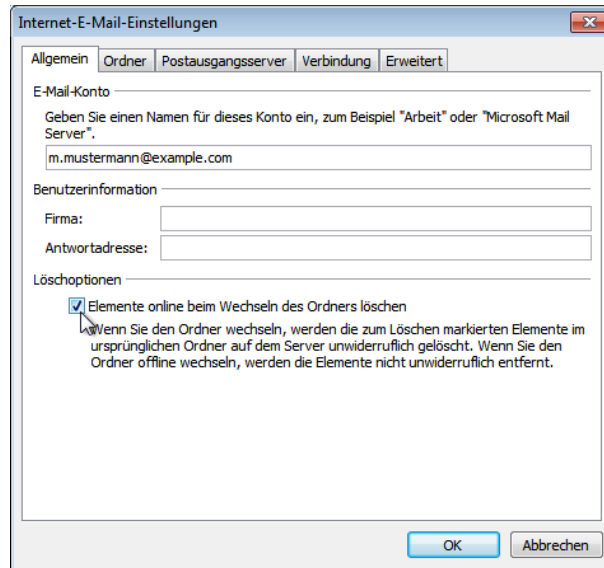 Internet-E-Mail-Einstellungen
Allgemein Ordner Postausgangsserver Verbindung Erweitert
E-Mail-Konto
Geben Sie einen Namen für dieses Konto ein, zum Beispiel "Arbeit" oder "Microsoft Mail
Server".
m.mustermann@example.com
Benutzerinformation
Firma:
Antwortadresse:
Löschoptionen
Elemente online beim Wechseln des Ordners löschen
Wenn Sie den Ordner wechseln, werden die zum Löschen markierten Elemente im
ursprünglichen Ordner auf dem Server unwiderruflich gelöscht. Wenn Sie den
Ordner offline wechseln, werden die Elemente nicht unwiderruflich entfernt.
OK Abbrechen